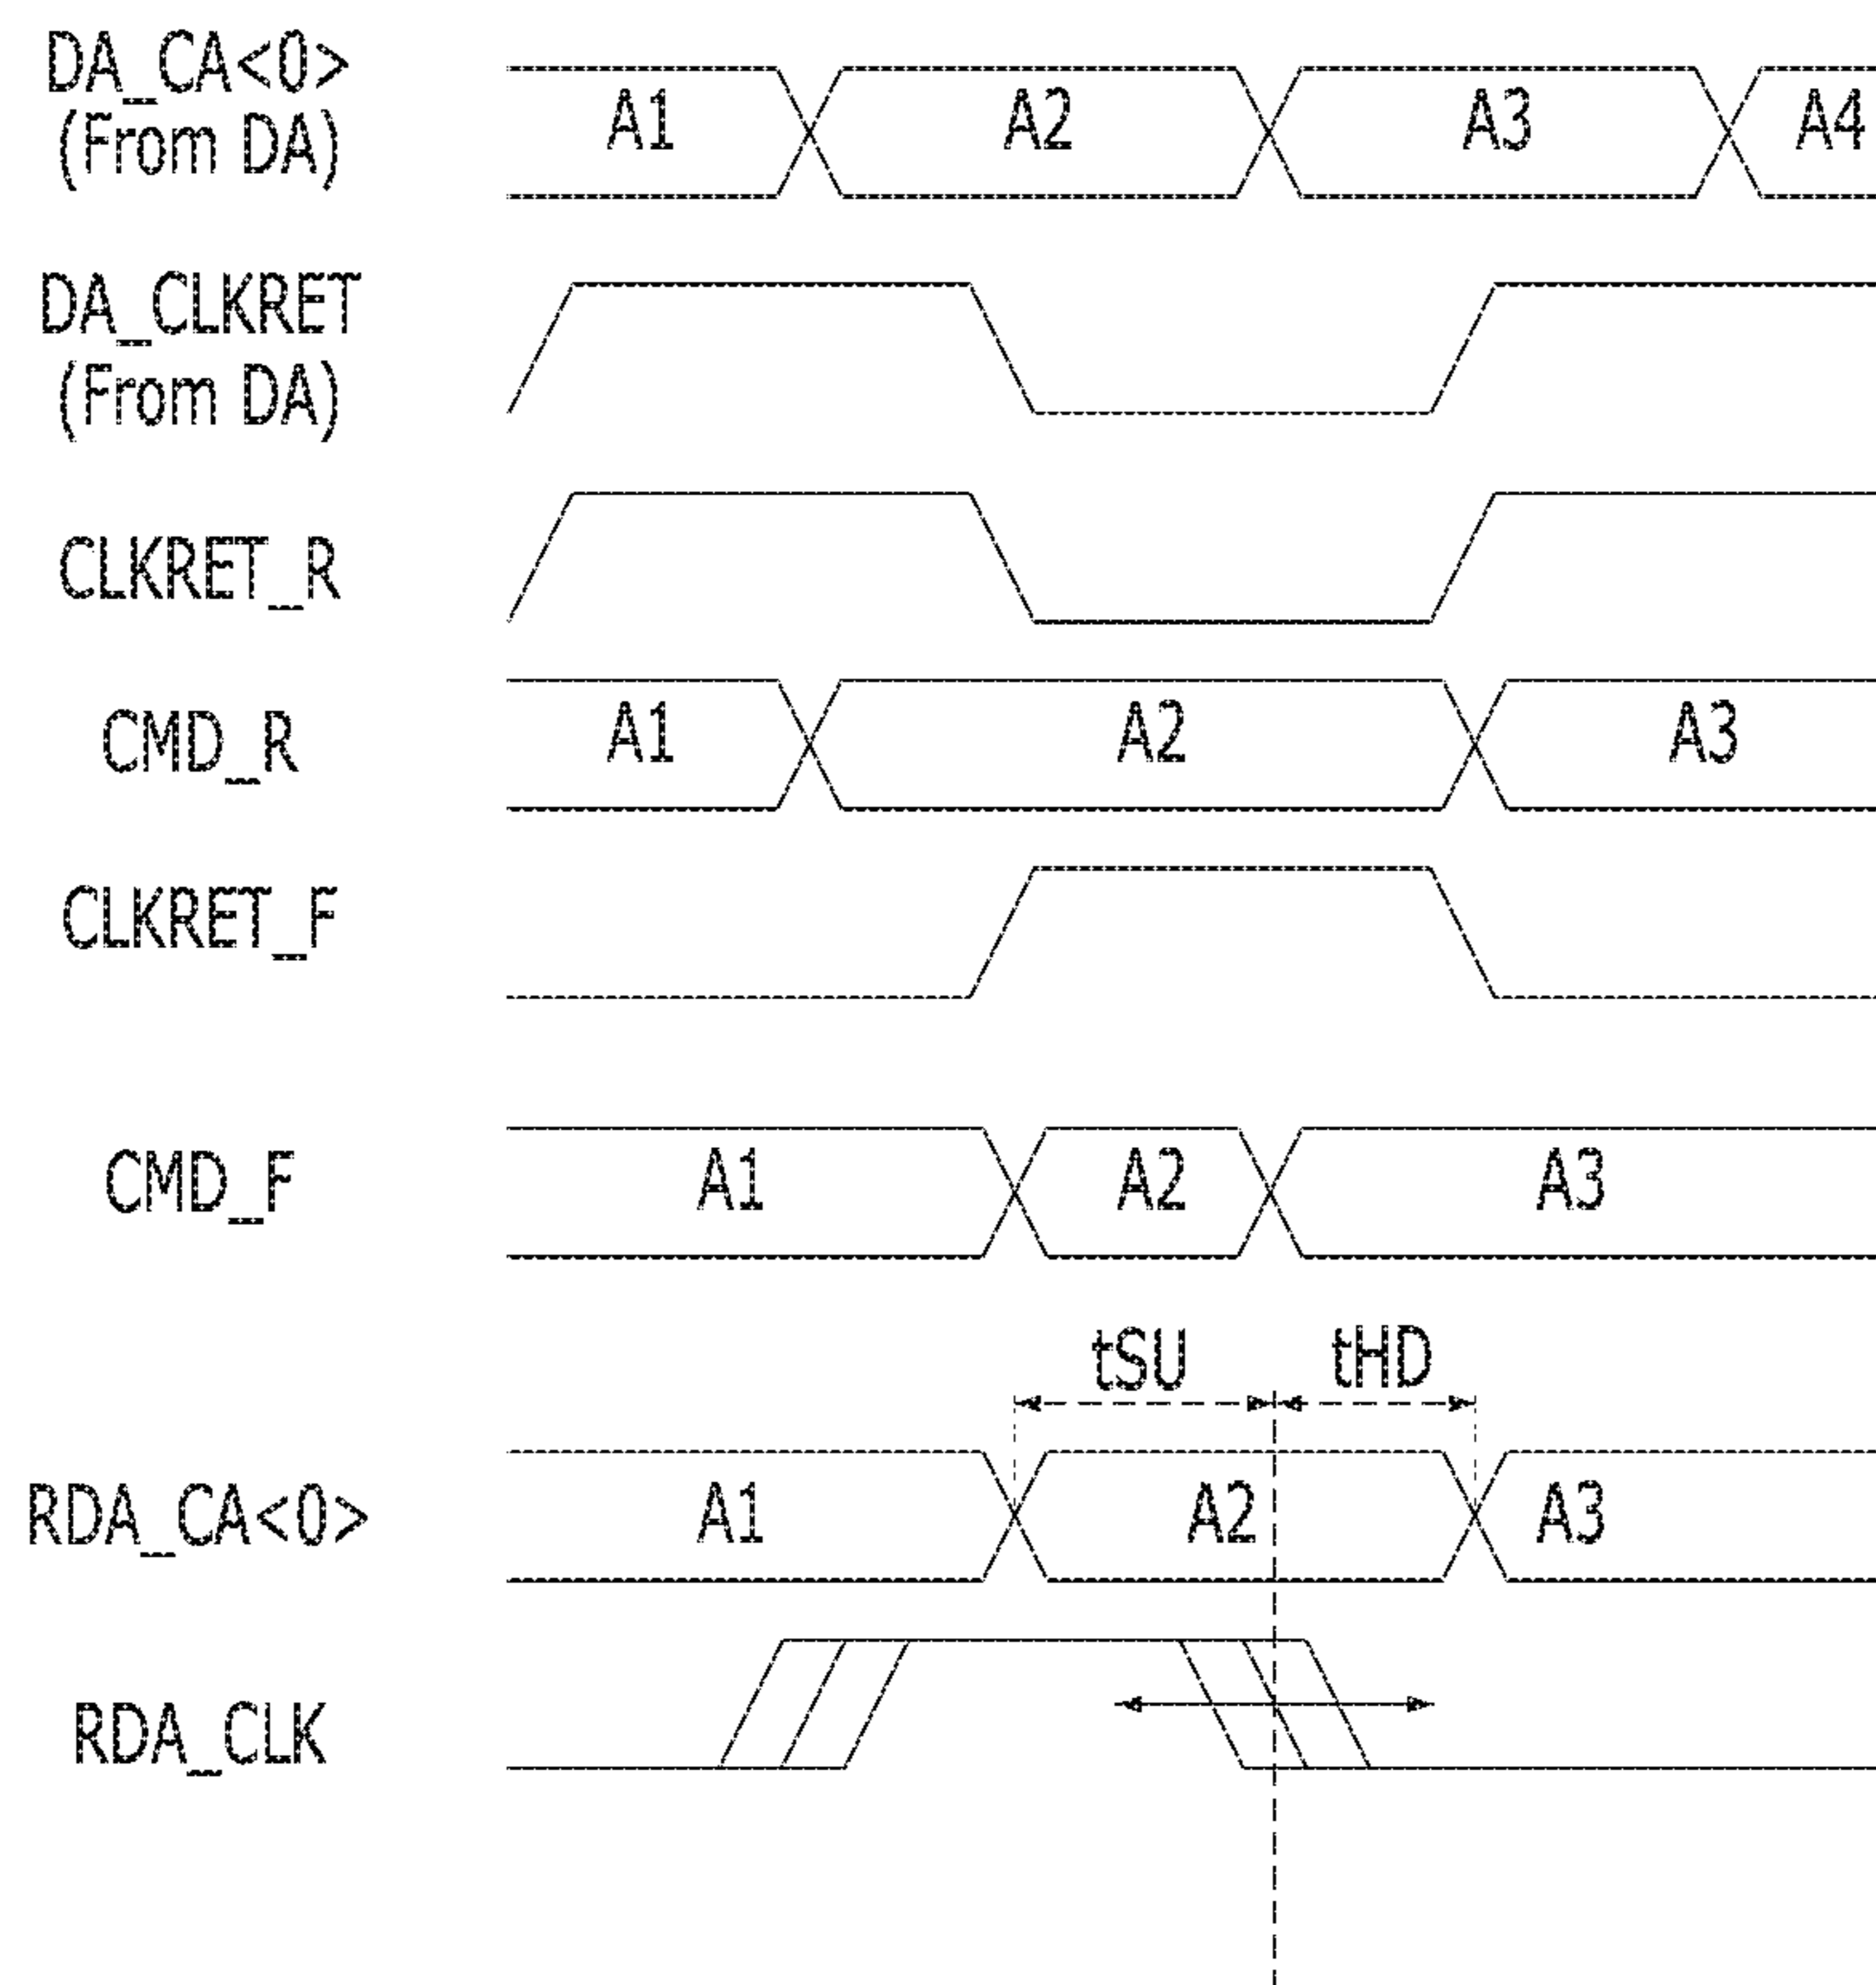 DA_CA<0>
(From DA)
A1 A2 A3 A4
DA_CLKRET
(From DA)
CLKRET_R
CMD_R
A1 A2 A3
CLKRET_F
CMD_F
A1 A2 A3
tSU tHD
RDA_CA<0>
A1 A2 A3
RDA_CLK